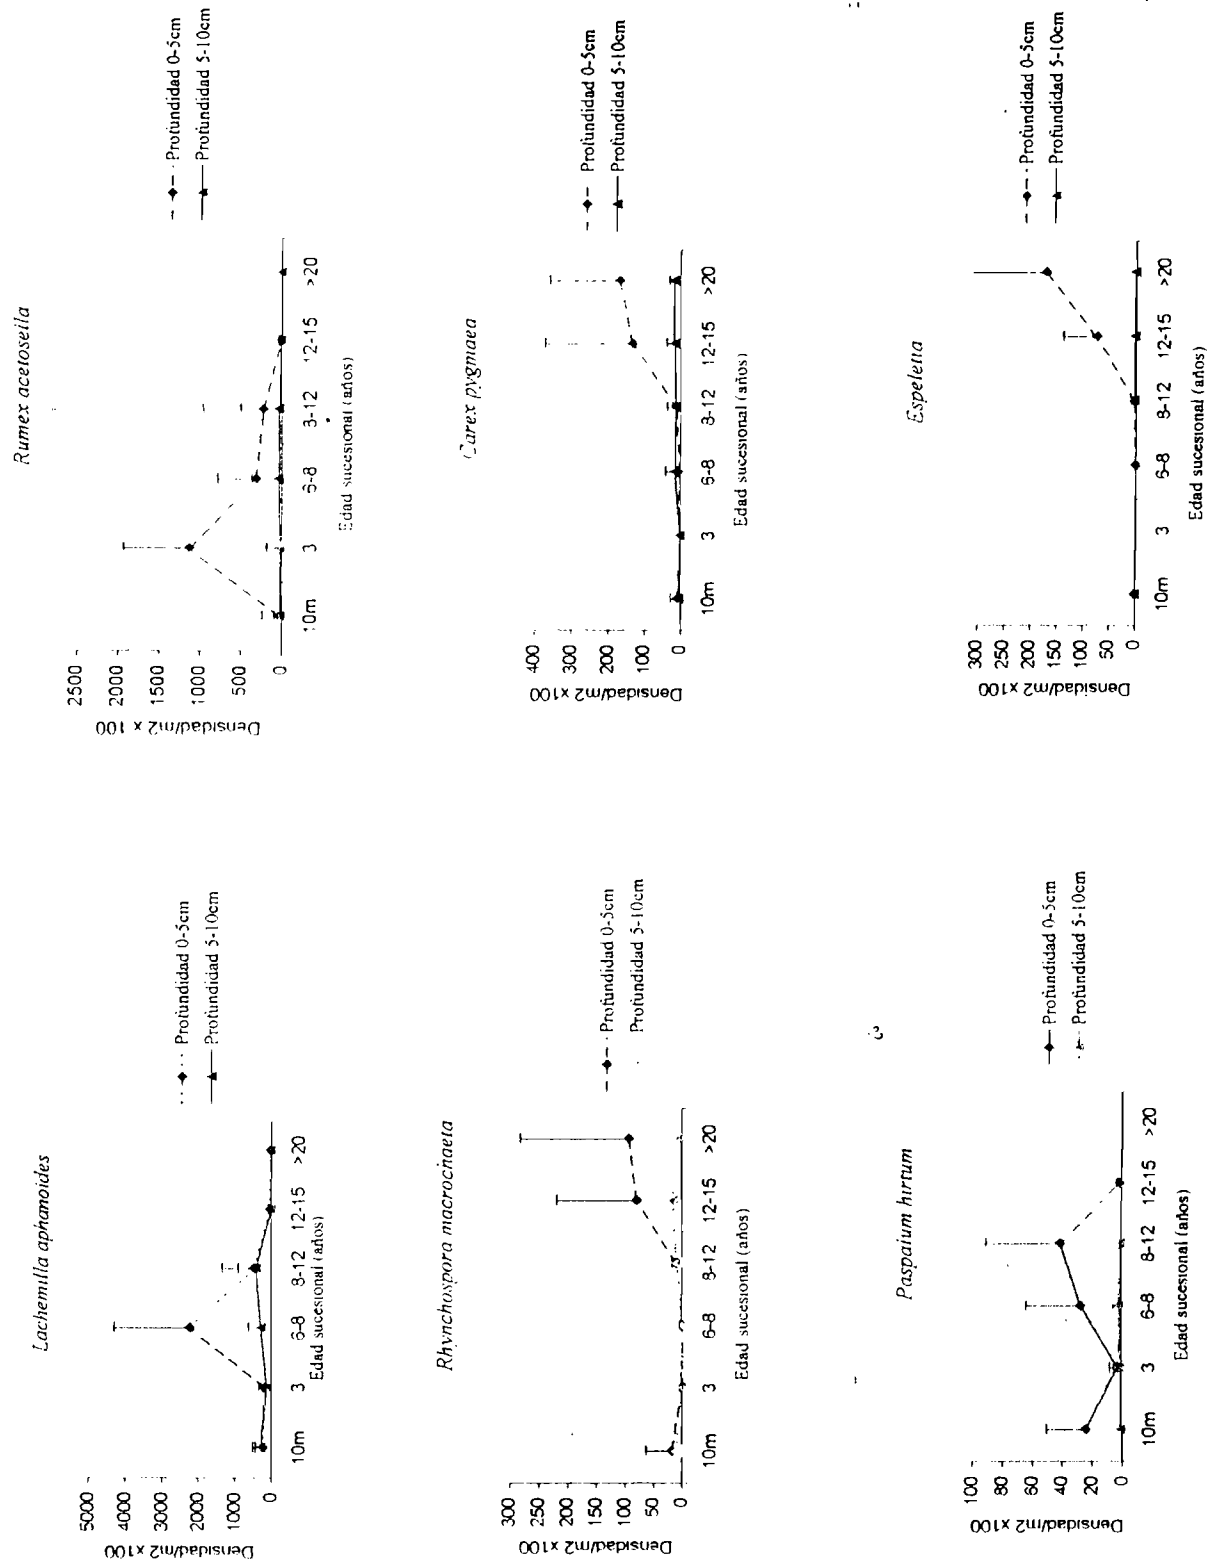 Lachemilla aphanoides
Densidad/m2 x100
5000
4000
3000
2000
1000
0
10m
3
6-8
8-12
12-15
>20
Edad sucesional (años)
Profundidad 0-5cm
Profundidad 5-10cm
Rumex acetosella
Densidad/m2 x 100
2500
2000
1500
1000
500
0
10m
3
6-8
8-12
12-15
>20
Edad sucesional (años)
Profundidad 0-5cm
Profundidad 5-10cm
Rhynchospora macrochaeta
Densidad/m2 x100
300
250
200
150
100
50
0
10m
3
6-8
8-12
12-15
>20
Edad sucesional (años)
Profundidad 0-5cm
Profundidad 5-10cm
Carex pygmaea
Densidad/m2 x100
400
300
200
100
0
10m
3
6-8
8-12
12-15
>20
Edad sucesional (años)
Profundidad 0-5cm
Profundidad 5-10cm
Paspalum hirtum
Densidad/m2 x100
100
80
60
40
20
0
10m
3
6-8
8-12
12-15
>20
Edad sucesional (años)
Profundidad 0-5cm
Profundidad 5-10cm
Espeletia
Densidad/m2 x100
300
250
200
150
100
50
0
10m
3
6-8
8-12
12-15
>20
Edad sucesional (años)
Profundidad 0-5cm
Profundidad 5-10cm